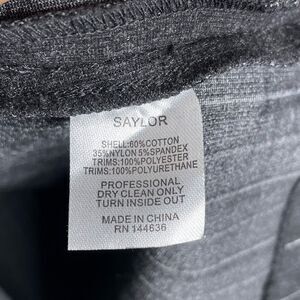 SAYLOR
SHELL:60%COTTON
35%NYLON 5%SPANDEX
TRIMS:100%POLYESTER
TRIMS:100%POLYURETHANE
PROFESSIONAL
DRY CLEAN ONLY
TURN INSIDE OUT
MADE IN CHINA
RN 144636